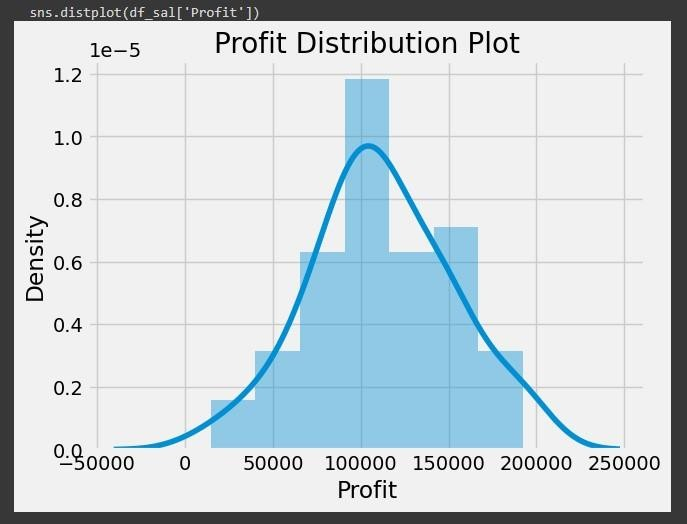 sns.distplot(df_sal['Profit'])
Profit Distribution Plot
1e−5
1.2
1.0
0.8
0.6
0.4
0.2
0.0
Density
−50000 0 50000 100000 150000 200000 250000
Profit